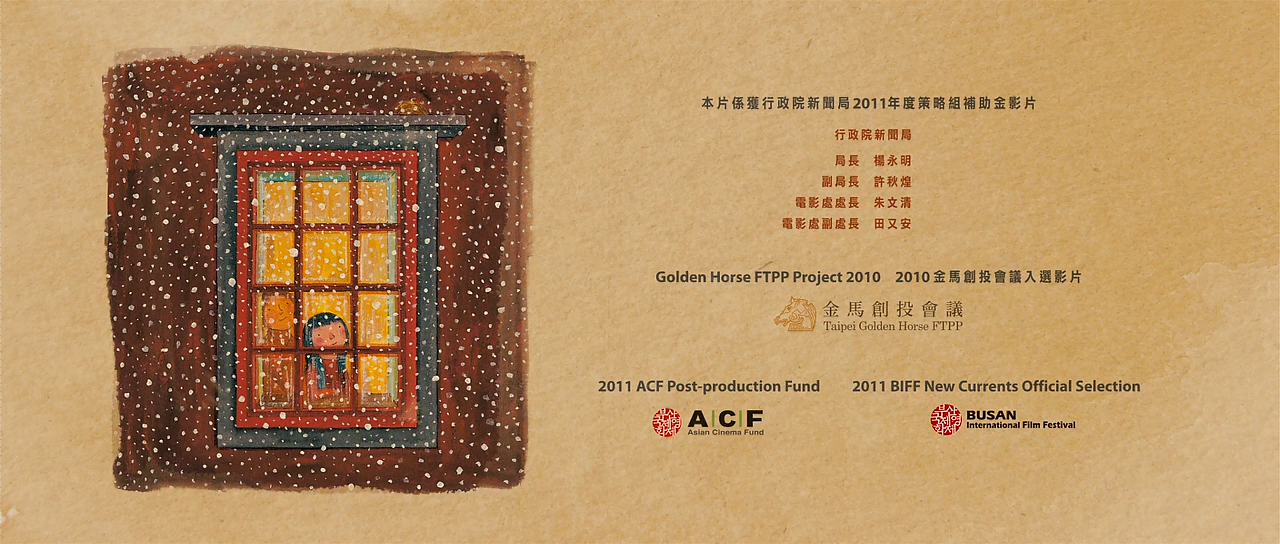 本片係獲行政院新聞局2011年度策略組補助金影片
行政院新聞局
局長 楊永明
副局長 許秋煌
電影處處長 朱文清
電影處副處長 田又安
Golden Horse FTPP Project 2010 2010金馬創投會議入選影片
金馬創投會議
Taipei Golden Horse FTPP
2011 ACF Post-production Fund 2011 BIFF New Currents Official Selection
A|C|F
Asian Cinema Fund
BUSAN
International Film Festival